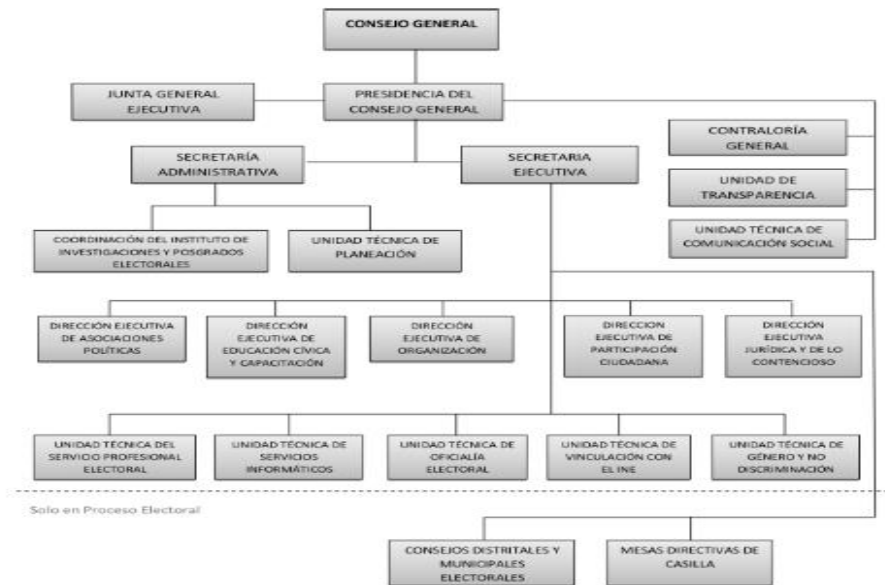 CONSEJO GENERAL
JUNTA GENERAL
EJECUTIVA
PRESIDENCIA DEL
CONSEJO GENERAL
CONTRALORÍA
GENERAL
SECRETARÍA
ADMINISTRATIVA
SECRETARIA
EJECUTIVA
UNIDAD DE
TRANSPARENCIA
UNIDAD TÉCNICA DE
COMUNICACIÓN SOCIAL
COORDINACIÓN DEL INSTITUTO DE
INVESTIGACIONES Y POSGRADOS
ELECTORALES
UNIDAD TÉCNICA DE
PLANEACIÓN
DIRECCIÓN EJECUTIVA
DE ASOCIACIONES
POLÍTICAS
DIRECCIÓN
EJECUTIVA DE
EDUCACIÓN CÍVICA
Y CAPACITACIÓN
DIRECCIÓN
EJECUTIVA DE
ORGANIZACIÓN
DIRECCION
EJECUTIVA DE
PARTICIPACIÓN
CIUDADANA
DIRECCIÓN
EJECUTIVA
JURÍDICA Y DE LO
CONTENCIOSO
UNIDAD TÉCNICA DEL
SERVICIO PROFESIONAL
ELECTORAL
UNIDAD TÉCNICA DE
SERVICIOS
INFORMÁTICOS
UNIDAD TÉCNICA DE
OFICIALÍA
ELECTORAL
UNIDAD TÉCNICA DE
VINCULACIÓN CON
EL INE
UNIDAD TÉCNICA DE
GÉNERO Y NO
DISCRIMINACIÓN
Solo en Proceso Electoral
CONSEJOS DISTRITALES Y
MUNICIPALES
ELECTORALES
MESAS DIRECTIVAS DE
CASILLA